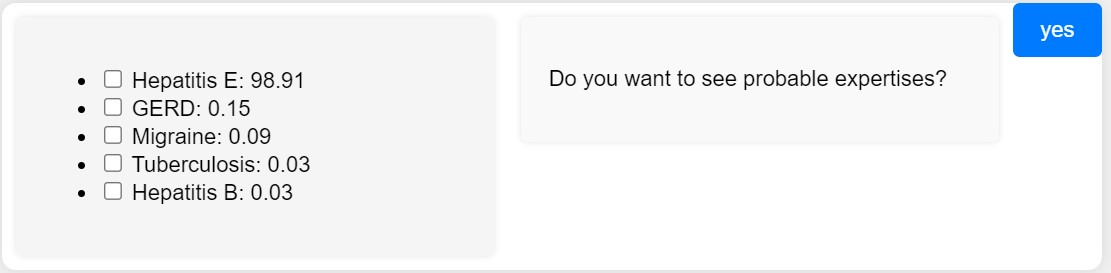 Hepatitis E: 98.91
GERD: 0.15
Migraine: 0.09
Tuberculosis: 0.03
Hepatitis B: 0.03
Do you want to see probable expertises?
yes